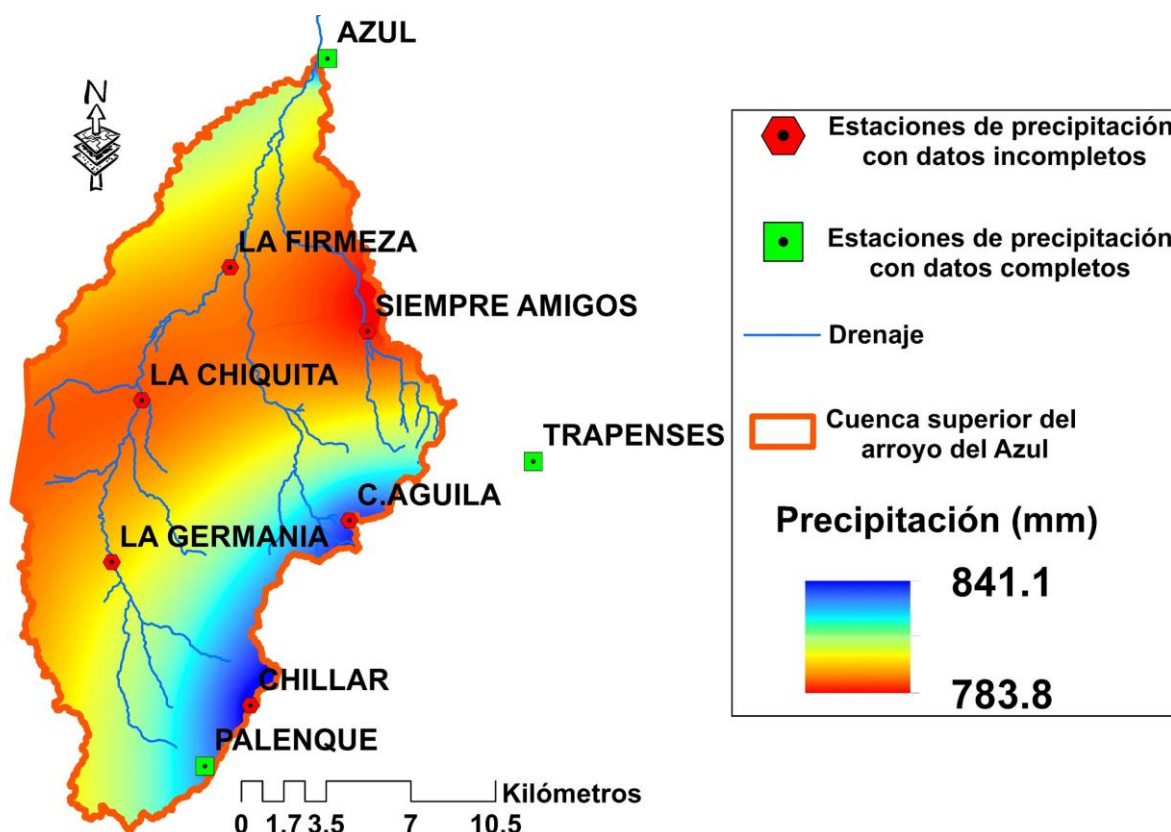 AZUL
N
LA FIRMEZA
SIEMPRE AMIGOS
LA CHIQUITA
TRAPENSES
C.AGUILA
LA GERMANIA
CHILLAR
PALENQUE
Kilómetros
0 1.7 3.5 7 10.5
Estaciones de precipitación
con datos incompletos
Estaciones de precipitación
con datos completos
Drenaje
Cuenca superior del
arroyo del Azul
Precipitación (mm)
841.1
783.8